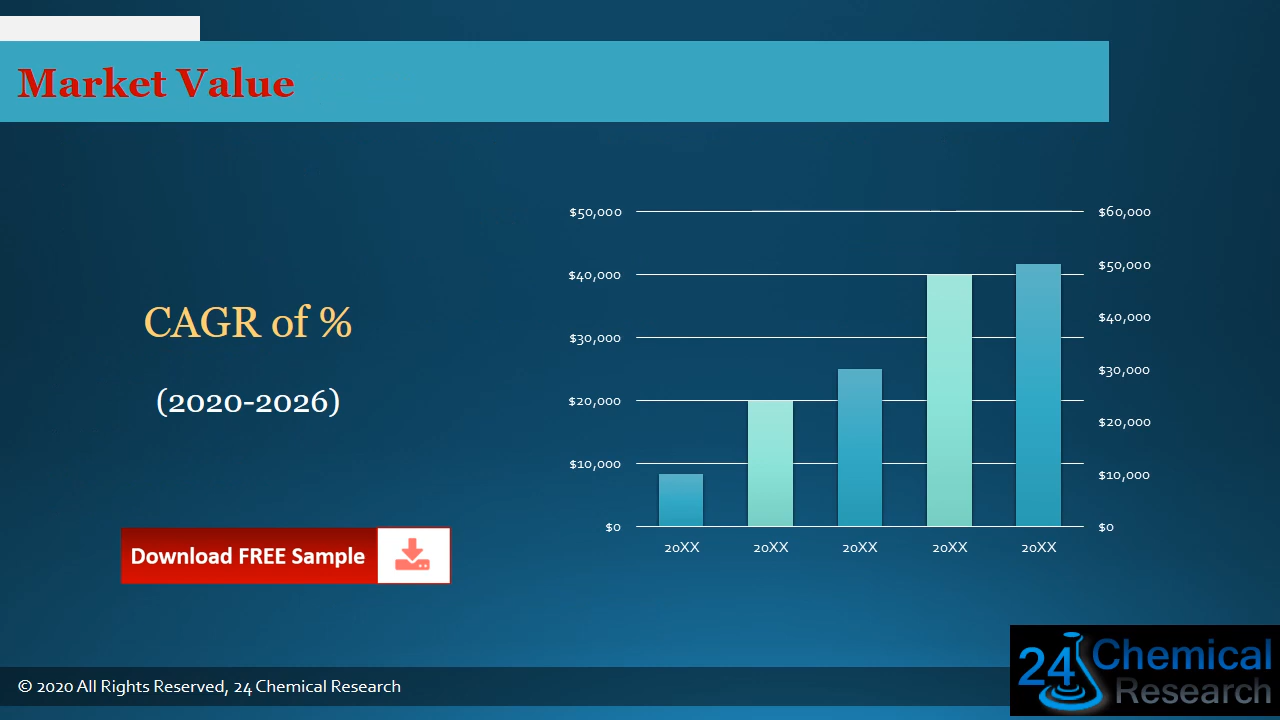 Market Value
CAGR of %
(2020-2026)
Download FREE Sample
$50,000
$40,000
$30,000
$20,000
$10,000
$0
$60,000
$50,000
$40,000
$30,000
$20,000
$10,000
$0
20XX 20XX 20XX 20XX 20XX
© 2020 All Rights Reserved, 24 Chemical Research
24 Chemical
Research